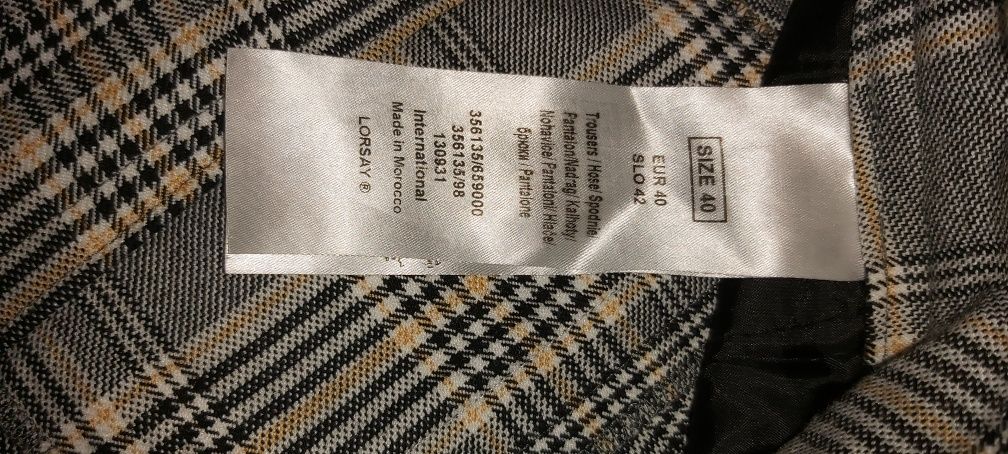 SIZE 40
EUR 40
SLO 42
Trousers / Hose/ Spodnie
Pantalon/Nadrag/ Kalhoty/
Nohavice/ Pantaloni/ Hlače/
брюки / Pantalone
356135/659000
356135/98
130931
International
Made in Morocco
LORSAY ®